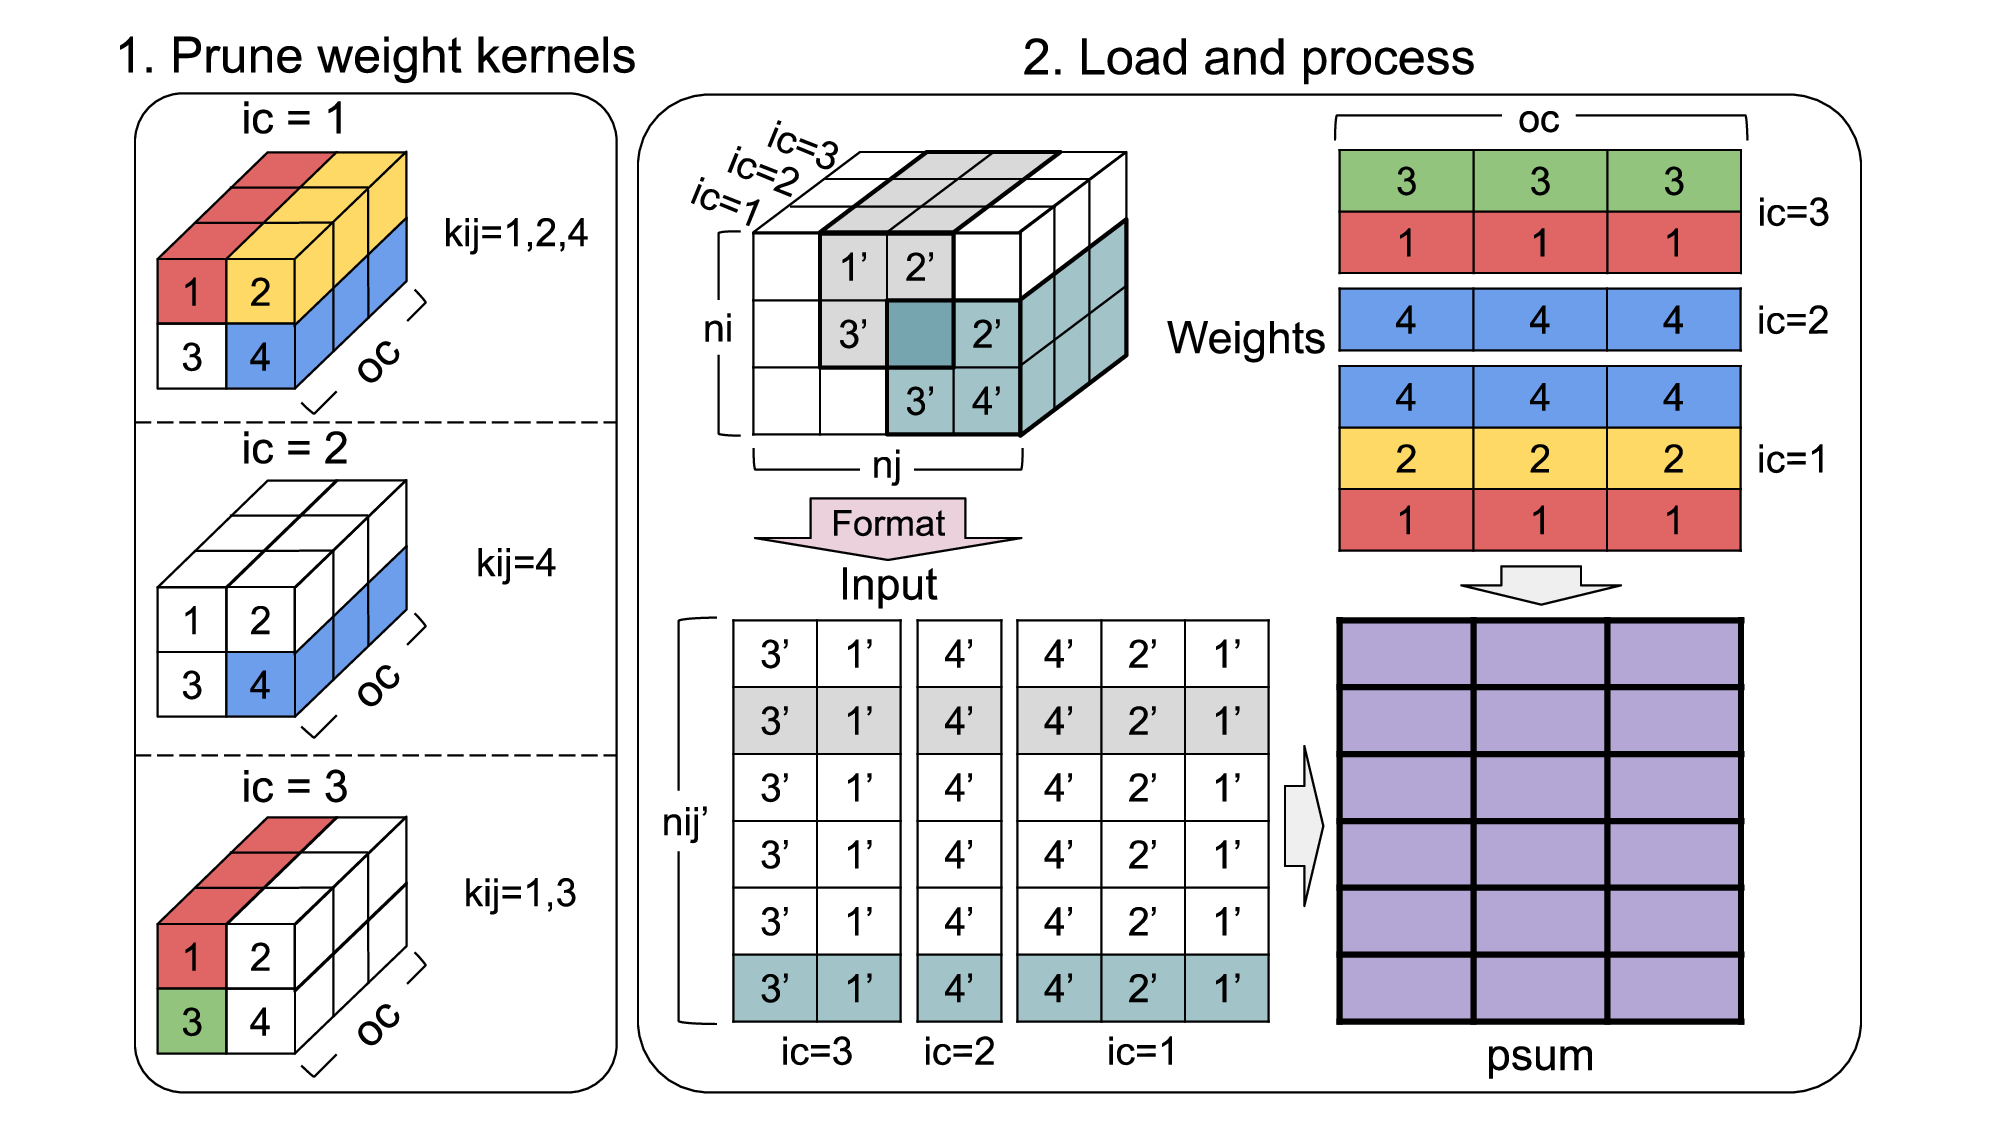 1. Prune weight kernels
ic = 1
1 2
3 4
kij=1,2,4
oc
ic = 2
1 2
3 4
kij=4
oc
ic = 3
1 2
3 4
kij=1,3
oc
2. Load and process
ic=3
ic=2
ic=1
1’ 2’
3’ 2’
3’ 4’
ni
nj
Format
Input
3’ 1’ 4’ 4’ 2’ 1’
3’ 1’ 4’ 4’ 2’ 1’
3’ 1’ 4’ 4’ 2’ 1’
3’ 1’ 4’ 4’ 2’ 1’
3’ 1’ 4’ 4’ 2’ 1’
3’ 1’ 4’ 4’ 2’ 1’
nij’
ic=3 ic=2 ic=1
oc
Weights
3 3 3
1 1 1
ic=3
4 4 4
ic=2
4 4 4
2 2 2
1 1 1
ic=1
psum